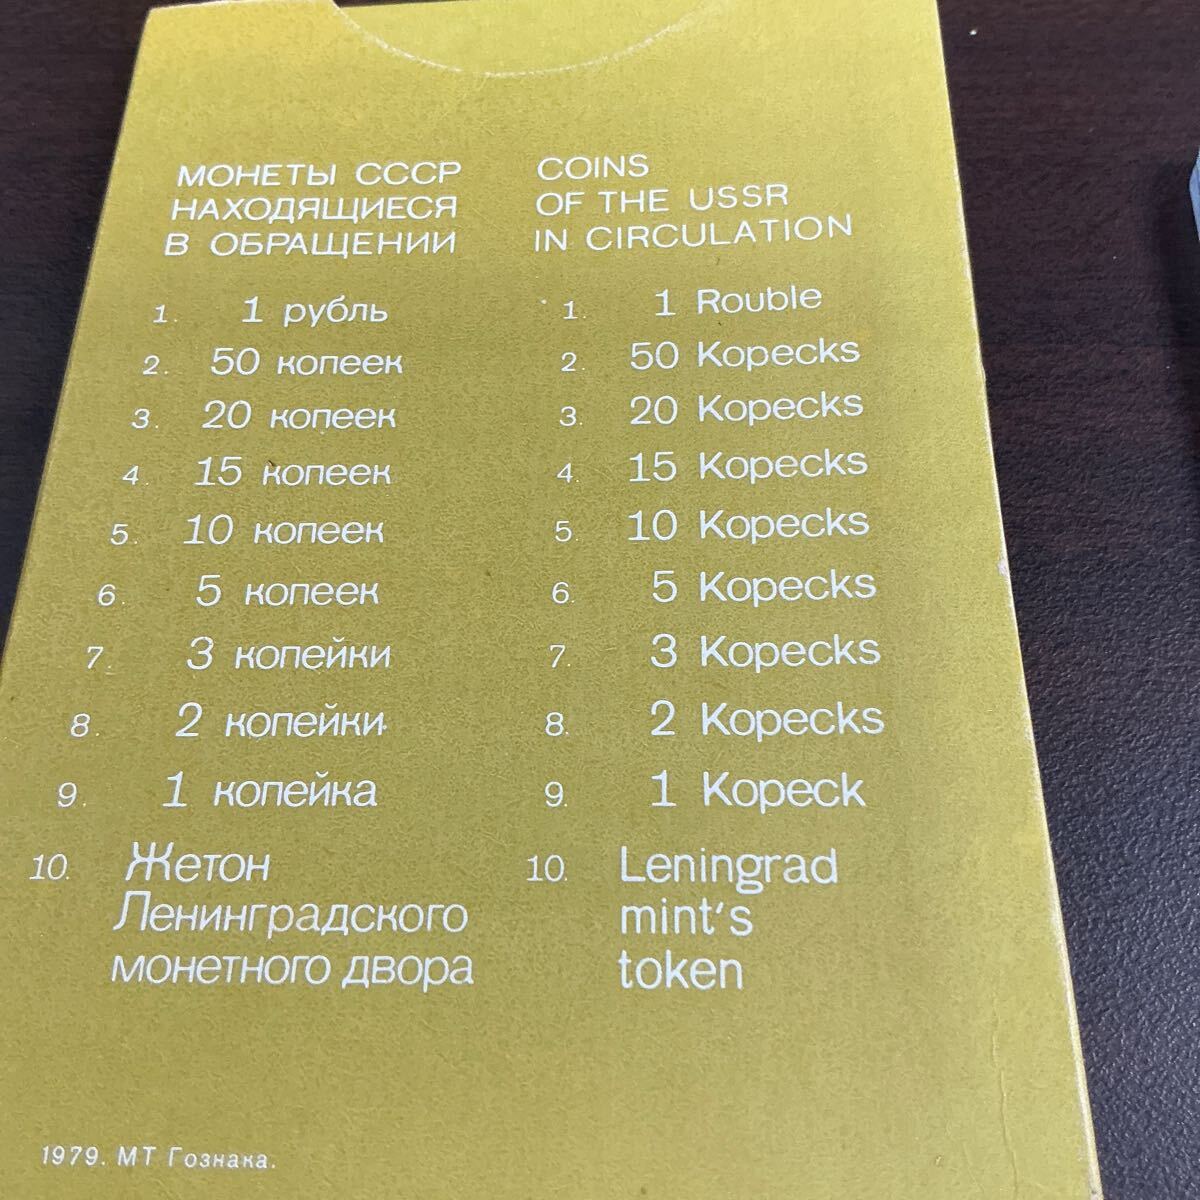 МОНЕТЫ СССР
НАХОДЯЩИЕСЯ
В ОБРАЩЕНИИ
1. 1 рубль
2. 50 копеек
3. 20 копеек
4. 15 копеек
5. 10 копеек
6. 5 копеек
7. 3 копейки
8. 2 копейки
9. 1 копейка
10. Жетон
Ленинградского
монетного двора
COINS
OF THE USSR
IN CIRCULATION
1. 1 Rouble
2. 50 Kopecks
3. 20 Kopecks
4. 15 Kopecks
5. 10 Kopecks
6. 5 Kopecks
7. 3 Kopecks
8. 2 Kopecks
9. 1 Kopeck
10. Leningrad
mint's
token
1979. МТ Гознака.